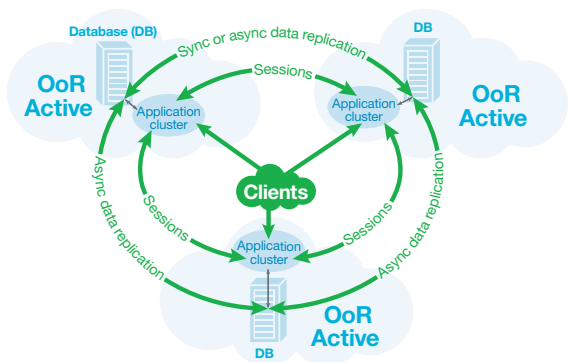 Database (DB)
DB
Sync or async data replication
Sessions
OoR
Active
Application
cluster
Application
cluster
OoR
Active
Clients
Async data replication
Sessions
Sessions
Async data replication
Application
cluster
OoR
Active
DB